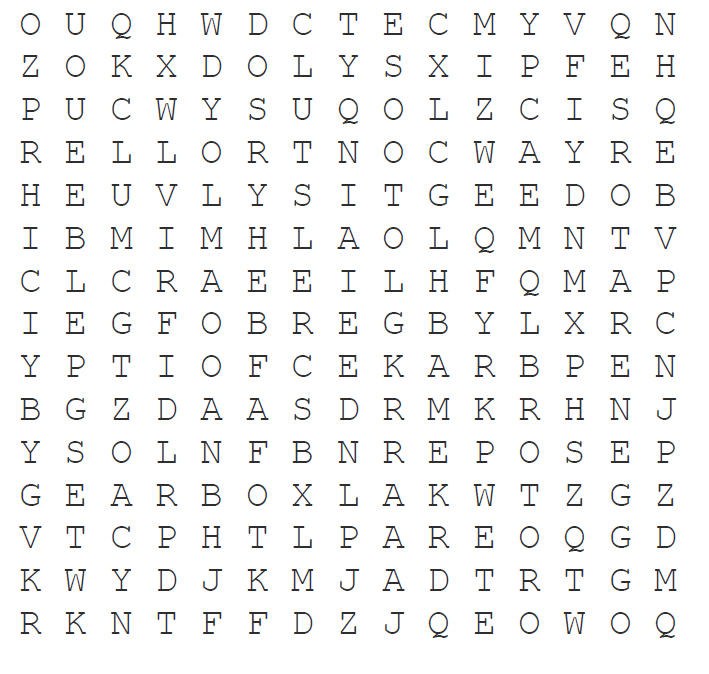 O U Q H W D C T E C M Y V Q N
Z O K X D O L Y S X I P F E H
P U C W Y S U Q O L Z C I S Q
R E L L O R T N O C W A Y R E
H E U V L Y S I T G E E D O B
I B M I M H L A O L Q M N T V
C L C R A E E I L H F Q M A P
I E G F O B R E G B Y L X R C
Y P T I O F C E K A R B P E N
B G Z D A A S D R M K R H N J
Y S O L N F B N R E P O S E P
G E A R B O X L A K W T Z G Z
V T C P H T L P A R E O Q G D
K W Y D J K M J A D T R T G M
R K N T F F D Z J Q E O W O Q